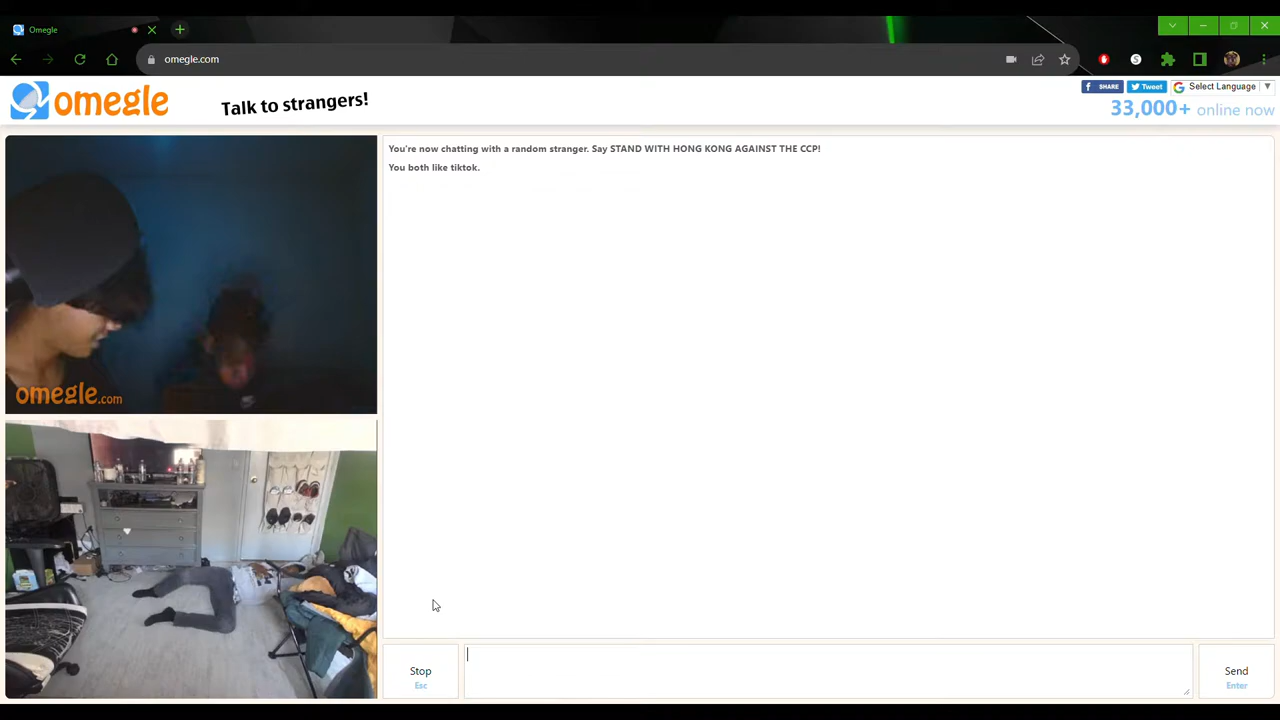 Omegle
omegle.com
omegle
Talk to strangers!
SHARE
Tweet
G Select Language
33,000+ online now
You're now chatting with a random stranger. Say STAND WITH HONG KONG AGAINST THE CCP!
You both like tiktok.
omegle.com
Stop
Esc
Send
Enter